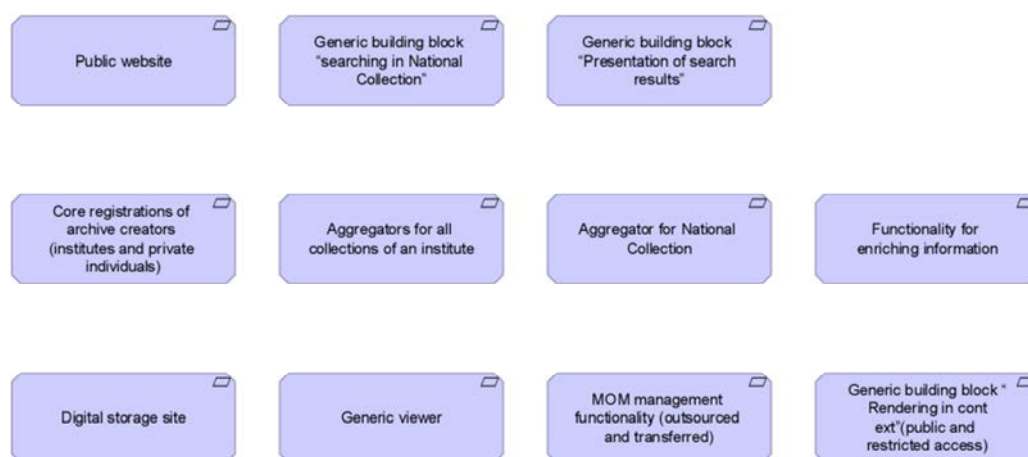 Public website
Generic building block
“searching in National
Collection”
Generic building block
“Presentation of search
results”
Core registrations of
archive creators
(institutes and private
individuals)
Aggregators for all
collections of an institute
Aggregator for National
Collection
Functionality for
enriching information
Digital storage site
Generic viewer
MOM management
functionality (outsourced
and transferred)
Generic building block “
Rendering in cont
ext”(public and
restricted access)